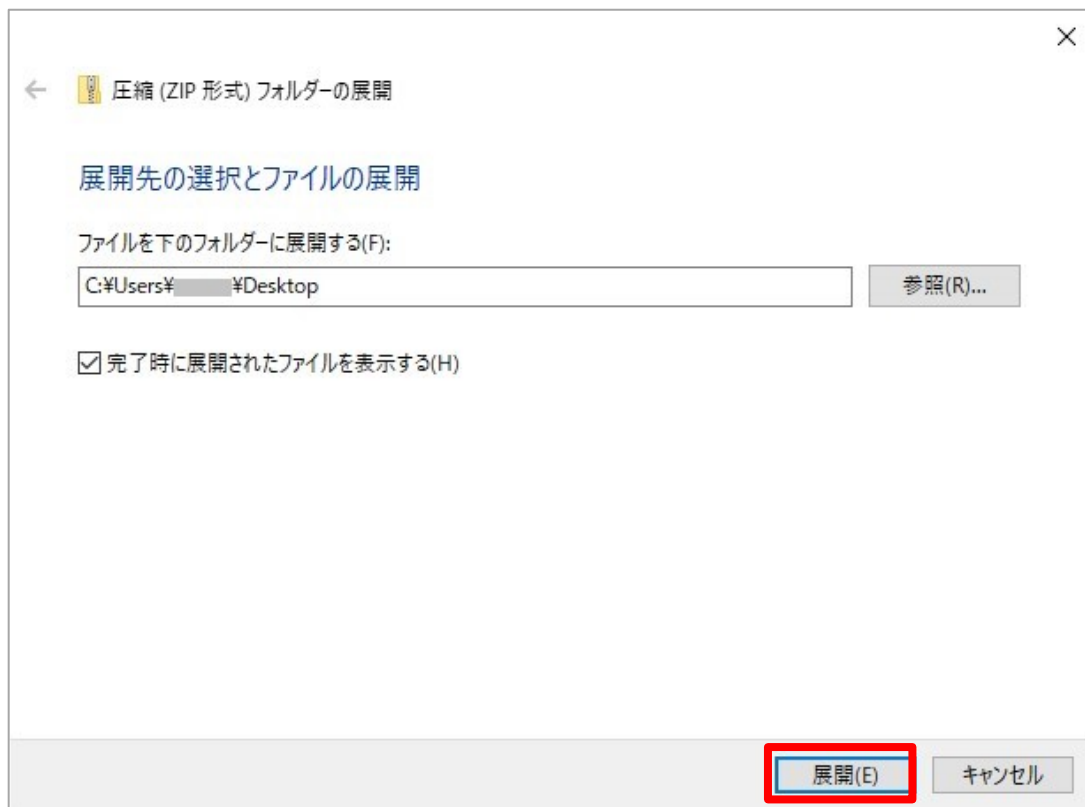 圧縮 (ZIP 形式) フォルダーの展開
展開先の選択とファイルの展開
ファイルを下のフォルダーに展開する(F):
C:¥Users¥ ¥Desktop
参照(R)...
完了時に展開されたファイルを表示する(H)
展開(E)
キャンセル